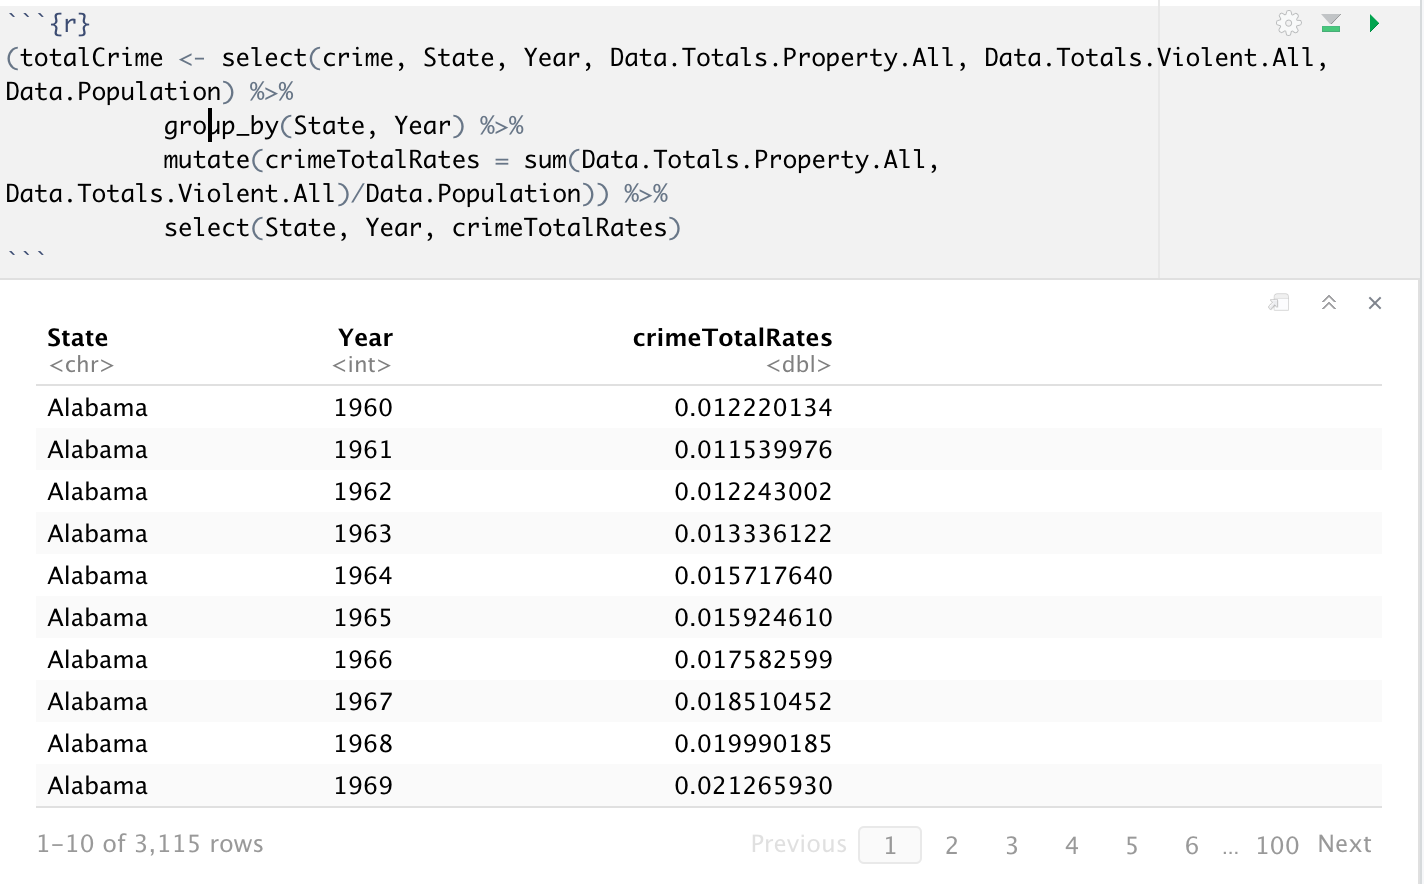 ```{r}
(totalCrime <- select(crime, State, Year, Data.Totals.Property.All, Data.Totals.Violent.All,
Data.Population) %>%
group_by(State, Year) %>%
mutate(crimeTotalRates = sum(Data.Totals.Property.All,
Data.Totals.Violent.All)/Data.Population)) %>%
select(State, Year, crimeTotalRates)
```
State Year crimeTotalRates
<chr> <int> <dbl>
Alabama 1960 0.012220134
Alabama 1961 0.011539976
Alabama 1962 0.012243002
Alabama 1963 0.013336122
Alabama 1964 0.015717640
Alabama 1965 0.015924610
Alabama 1966 0.017582599
Alabama 1967 0.018510452
Alabama 1968 0.019990185
Alabama 1969 0.021265930
1-10 of 3,115 rows Previous 1 2 3 4 5 6 ... 100 Next